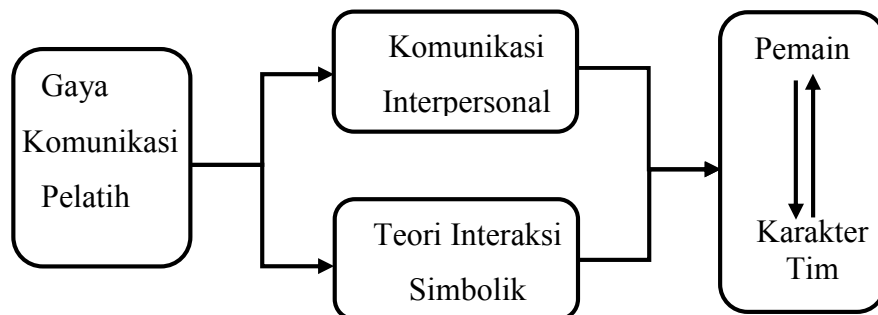 Gaya
Komunikasi
Pelatih
Komunikasi
Interpersonal
Teori Interaksi
Simbolik
Pemain
Karakter
Tim